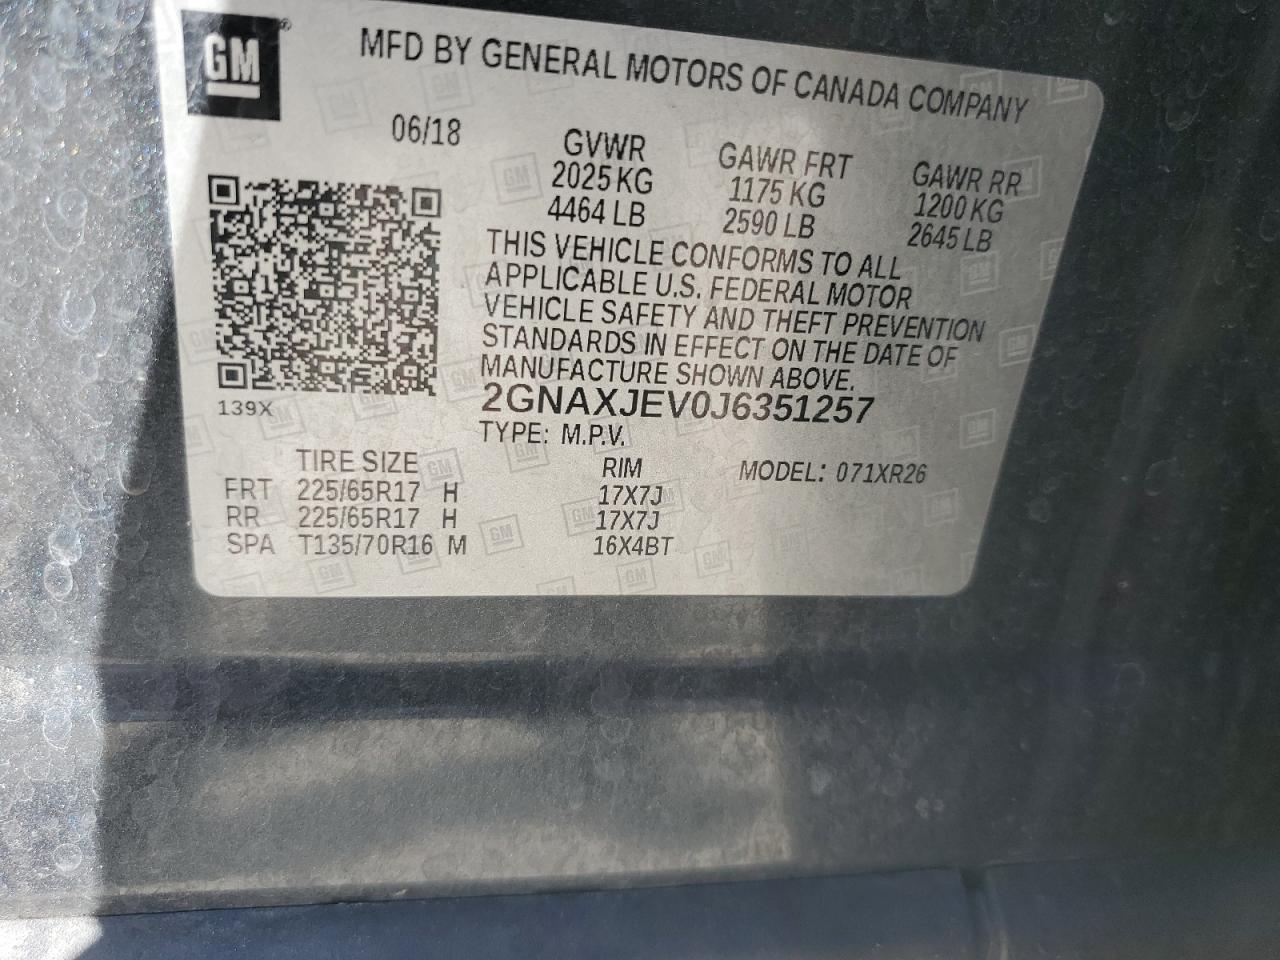 GM
MFD BY GENERAL MOTORS OF CANADA COMPANY
06/18
GVWR
2025 KG
4464 LB
GAWR FRT
1175 KG
2590 LB
GAWR RR
1200 KG
2645 LB
THIS VEHICLE CONFORMS TO ALL
APPLICABLE U.S. FEDERAL MOTOR
VEHICLE SAFETY AND THEFT PREVENTION
STANDARDS IN EFFECT ON THE DATE OF
MANUFACTURE SHOWN ABOVE.
139X
2GNAXJEV0J6351257
TYPE: M.P.V.
TIRE SIZE RIM MODEL: 071XR26
FRT 225/65R17 H 17X7J
RR 225/65R17 H 17X7J
SPA T135/70R16 M 16X4BT